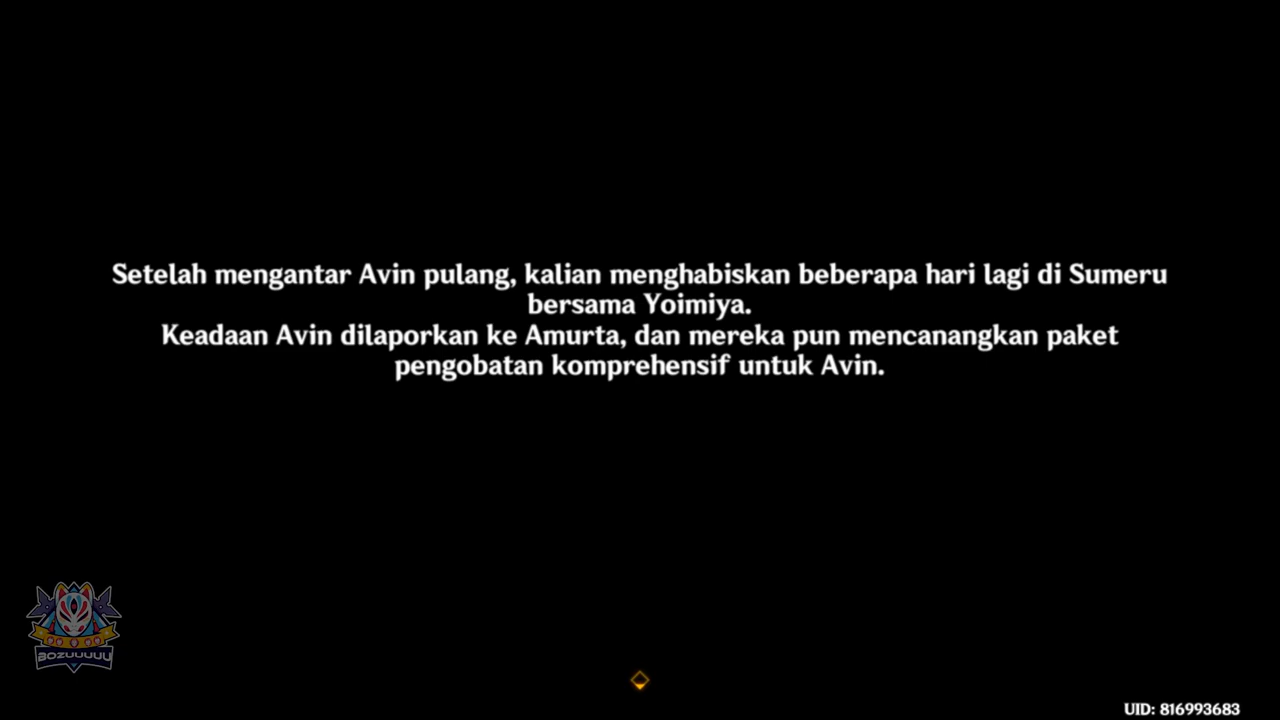 Setelah mengantar Avin pulang, kalian menghabiskan beberapa hari lagi di Sumeru
bersama Yoimiya.
Keadaan Avin dilaporkan ke Amurta, dan mereka pun mencanangkan paket
pengobatan komprehensif untuk Avin.
BOZUUUUU
UID: 816993683